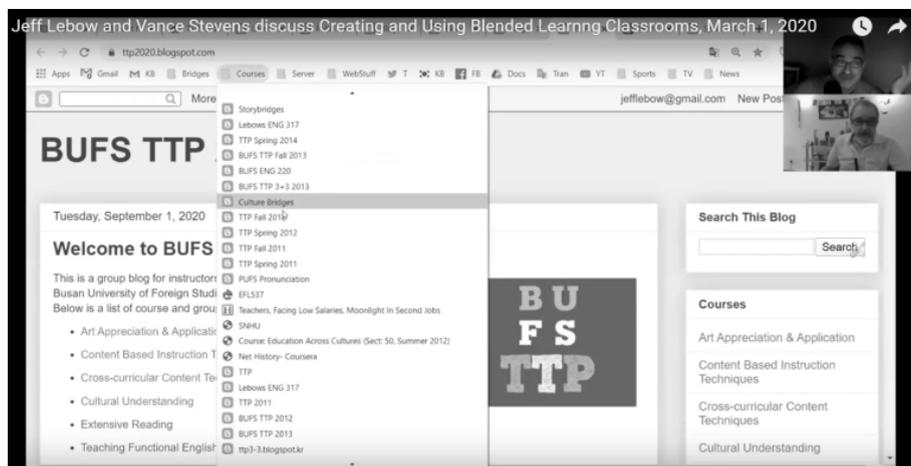 Jeff Lebow and Vance Stevens discuss Creating and Using Blended Learnng Classrooms, March 1, 2020
ttp2020.blogspot.com
Apps Gmail KB Bridges Courses Server WebStuff T KB FB Docs Tran YT Sports TV News
More
jefflebow@gmail.com New Post
BUFS TTP
Storybridges
Lebows ENG 317
TTP Spring 2014
BUFS TTP Fall 2013
BUFS ENG 220
BUFS TTP 3+3 2013
Culture Bridges
TTP Fall
TTP Spring 2012
TTP Fall 2011
TTP Spring 2011
PUFS Pronunciation
EFL537
Teachers, Facing Low Salaries, Moonlight In Second Jobs
SNHU
Course: Education Across Cultures (Sect: 50, Summer 2012)
Net History- Coursera
TTP
Lebows ENG 317
TTP 2011
BUFS TTP 2012
BUFS TTP 2013
ttp3-3.blogspot.kr
Tuesday, September 1, 2020
Welcome to BUFS
This is a group blog for instructors
Busan University of Foreign Studi
Below is a list of course and grou
Art Appreciation & Applicatio
Content Based Instruction T
Cross-curricular Content Te
Cultural Understanding
Extensive Reading
Teaching Functional English
BU
FS
TTP
Search This Blog
Search
Courses
Art Appreciation & Application
Content Based Instruction
Techniques
Cross-curricular Content
Techniques
Cultural Understanding